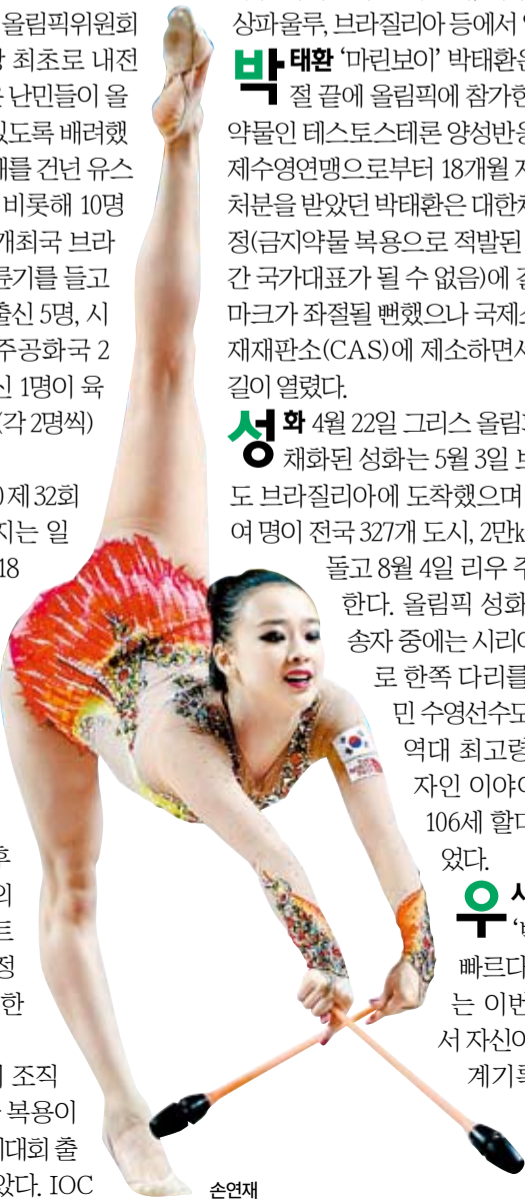 올림픽위원회
최초로 내전
난민들이 올
있도록 배려했
건넌 유스
비롯해 10명
개최국 브라
륜기를 들고
출신 5명, 시
주공화국 2
신 1명이 육
(각 2명씩)
제32회
지는 일
18
후
의
트
정
한
조직
복용이
대회 출
았다. IOC
상파울루, 브라질리아 등에서
박태환 ‘마린보이’ 박태환은
절 끝에 올림픽에 참가한
약물인 테스토스테론 양성반응
제수영연맹으로부터 18개월
처분을 받았던 박태환은 대한체
정(금지약물 복용으로 적발된
간 국가대표가 될 수 없음)에
마크가 좌절될 뻔했으나 국제스
재재판소(CAS)에 제소하면서
길이 열렸다.
성화 4월 22일 그리스 올림피
채화된 성화는 5월 3일 브
도 브라질리아에 도착했으며
여 명이 전국 327개 도시, 2만k
돌고 8월 4일 리우
한다. 올림픽 성화
송자 중에는 시리아
로 한쪽 다리를
민 수영선수도
역대 최고령
자인 이야이
106세 할머
었다.
우
빠르다
는 이번
서 자신이
계기록
손연재